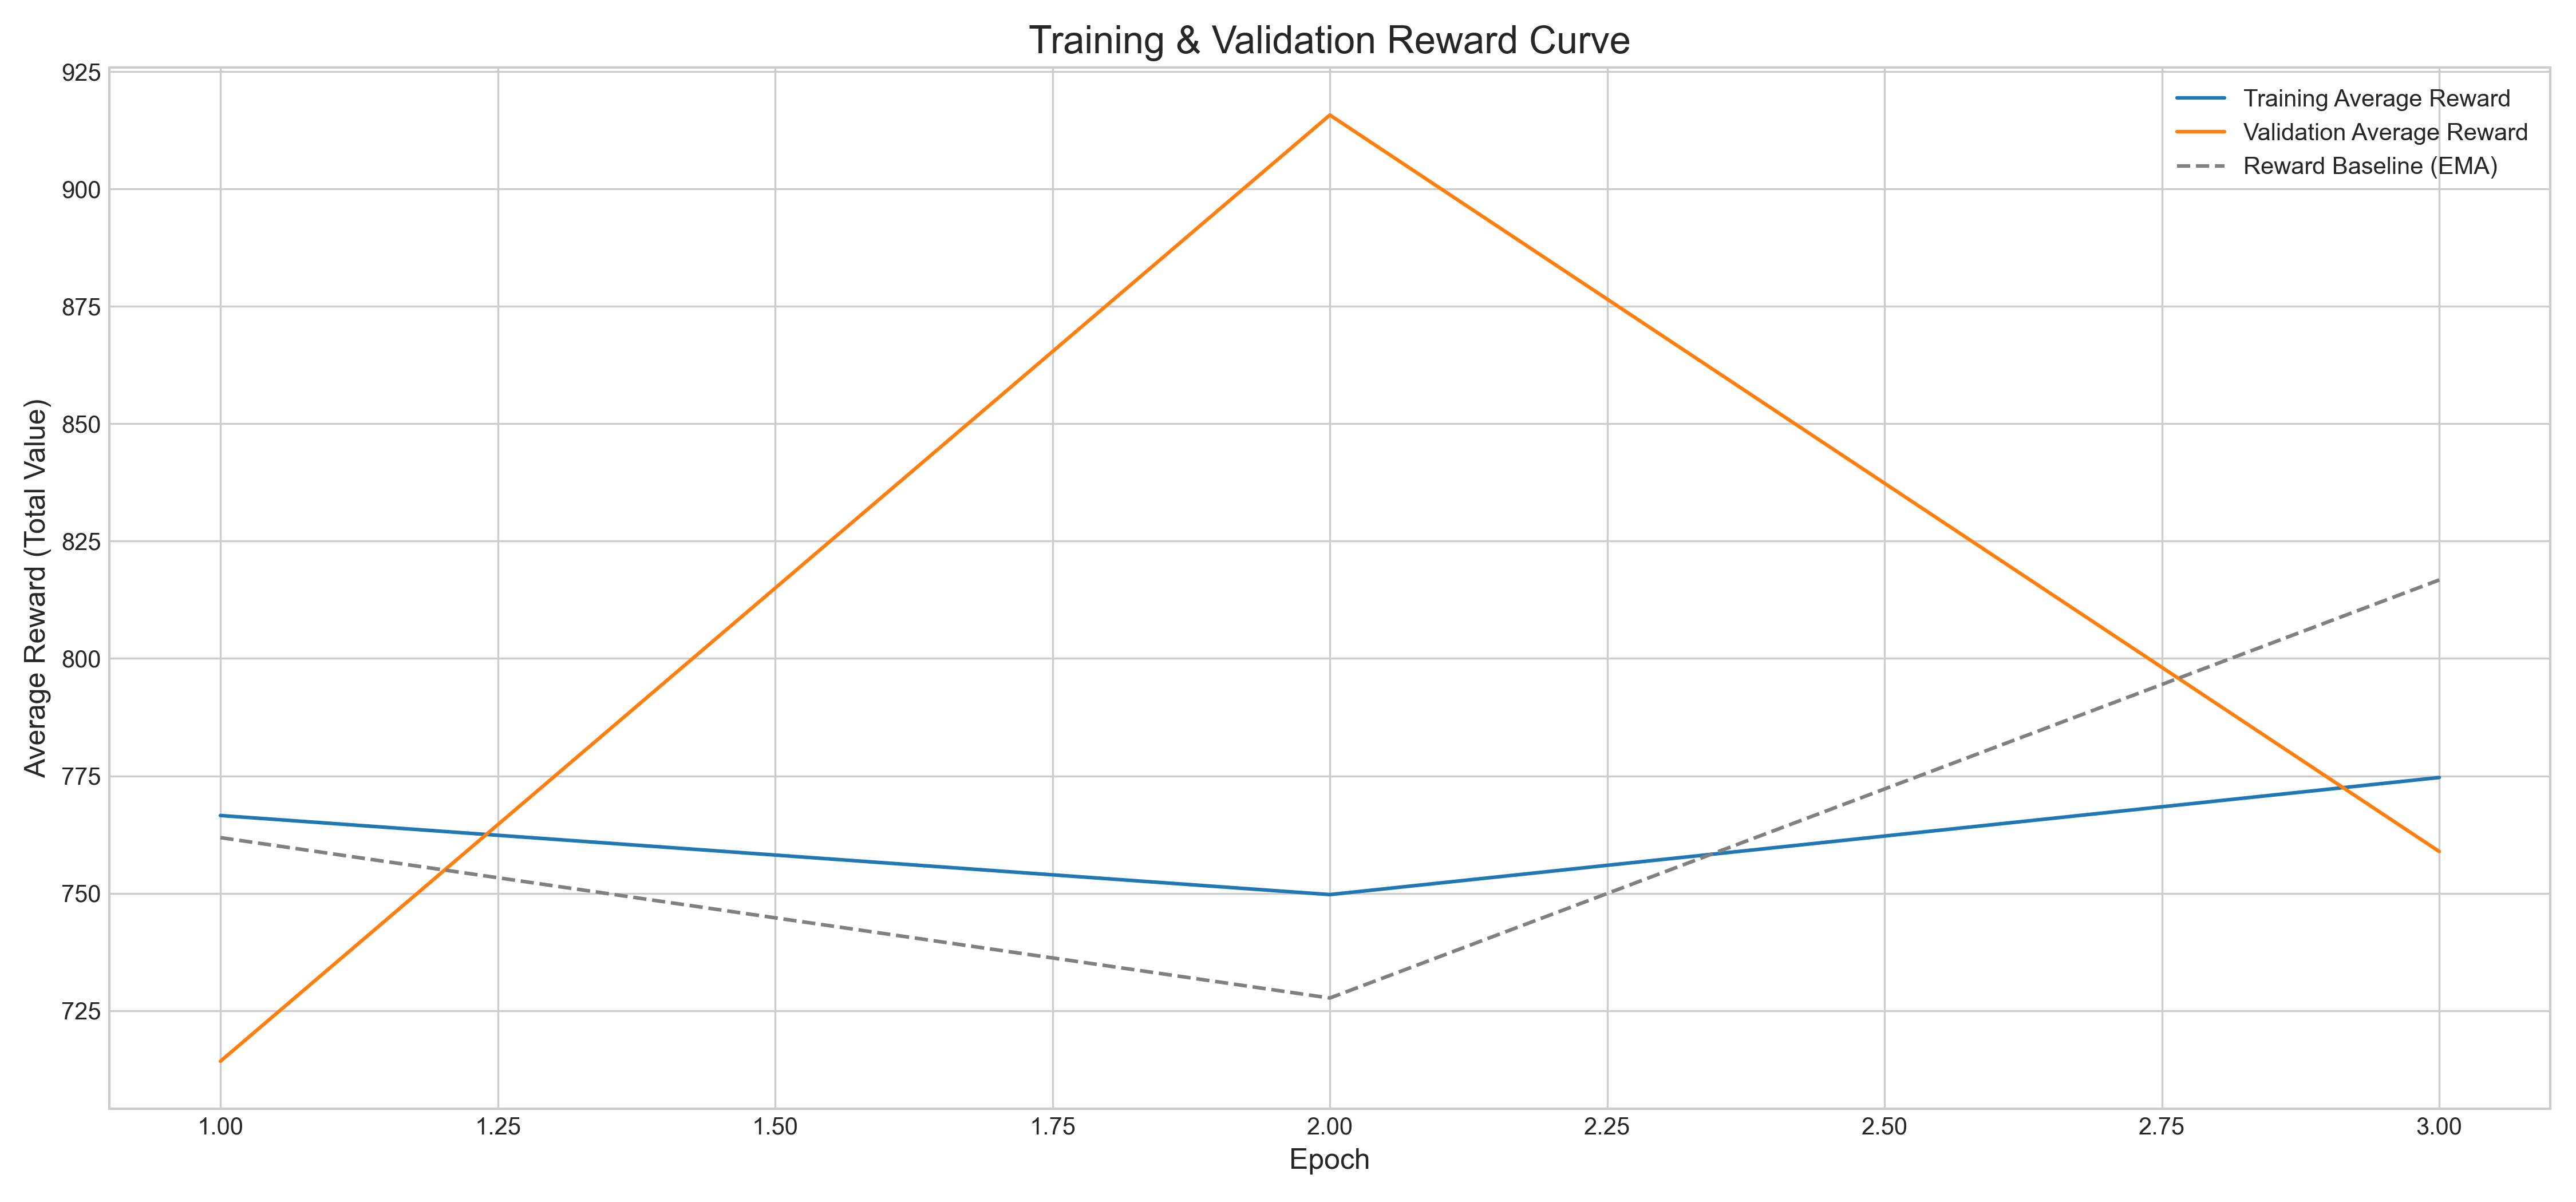 Training & Validation Reward Curve
925
900
875
850
825
800
775
750
725
Average Reward (Total Value)
Training Average Reward
Validation Average Reward
Reward Baseline (EMA)
1.00 1.25 1.50 1.75 2.00 2.25 2.50 2.75 3.00
Epoch